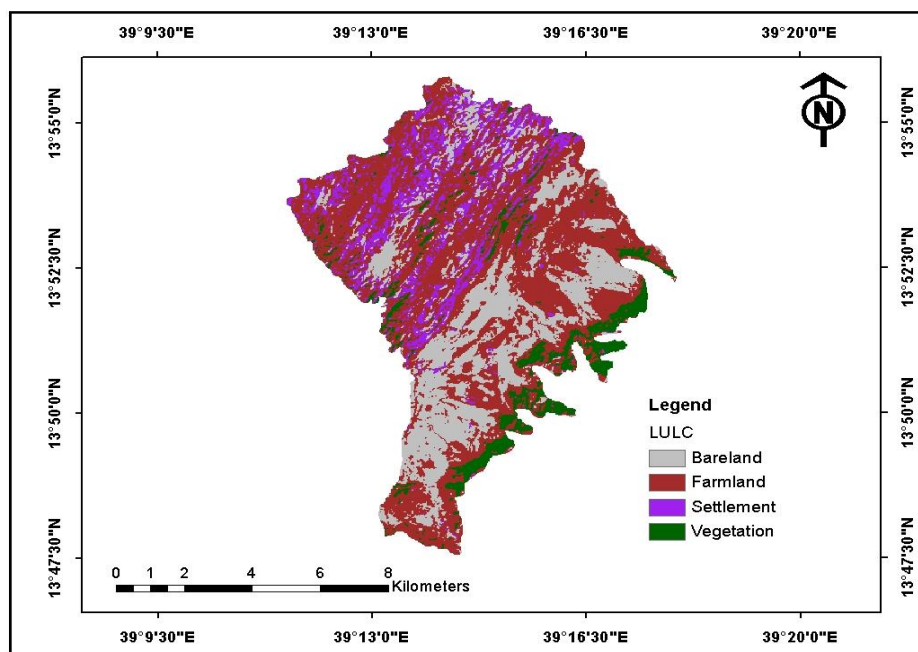 39°9'30"E 39°13'0"E 39°16'30"E 39°20'0"E
N
13°55'0"N 13°55'0"N
13°52'30"N 13°52'30"N
13°50'0"N 13°50'0"N
13°47'30"N 13°47'30"N
Legend
LULC
Bareland
Farmland
Settlement
Vegetation
0 1 2 4 6 8
Kilometers
39°9'30"E 39°13'0"E 39°16'30"E 39°20'0"E